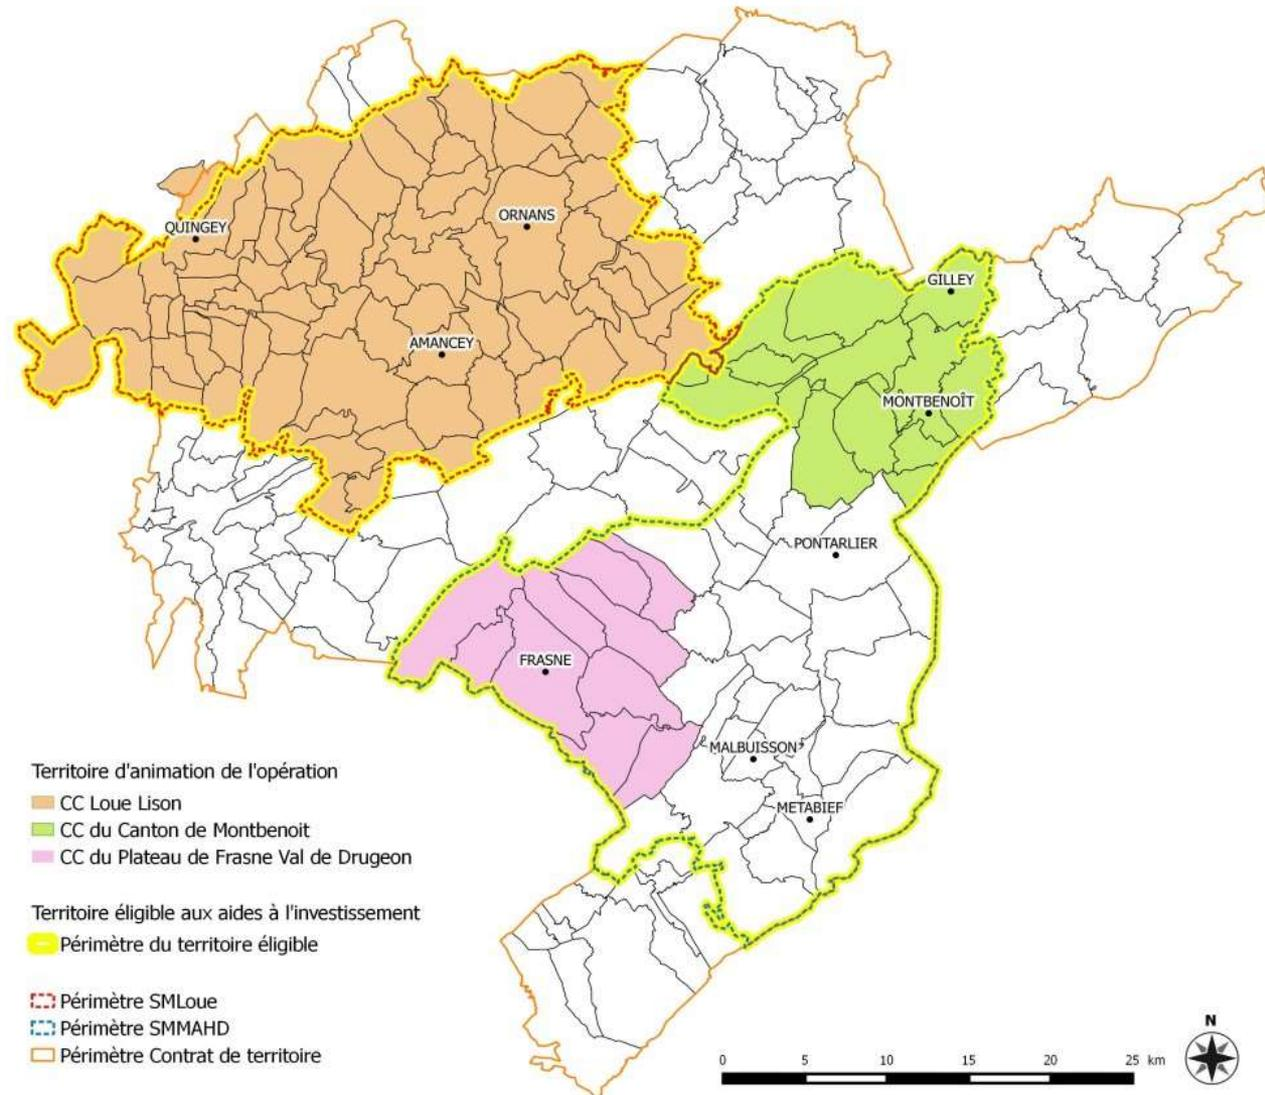 QUINGEY
ORNANS
GILLEY
AMANCEY
MONTBENOÎT
PONTARLIER
FRASNE
MALBUISSON
METABIEF
Territoire d'animation de l'opération
CC Loue Lison
CC du Canton de Montbenoit
CC du Plateau de Frasne Val de Drugeon
Territoire éligible aux aides à l'investissement
Périmètre du territoire éligible
Périmètre SMLoue
Périmètre SMMAHD
Périmètre Contrat de territoire
N
0 5 10 15 20 25 km